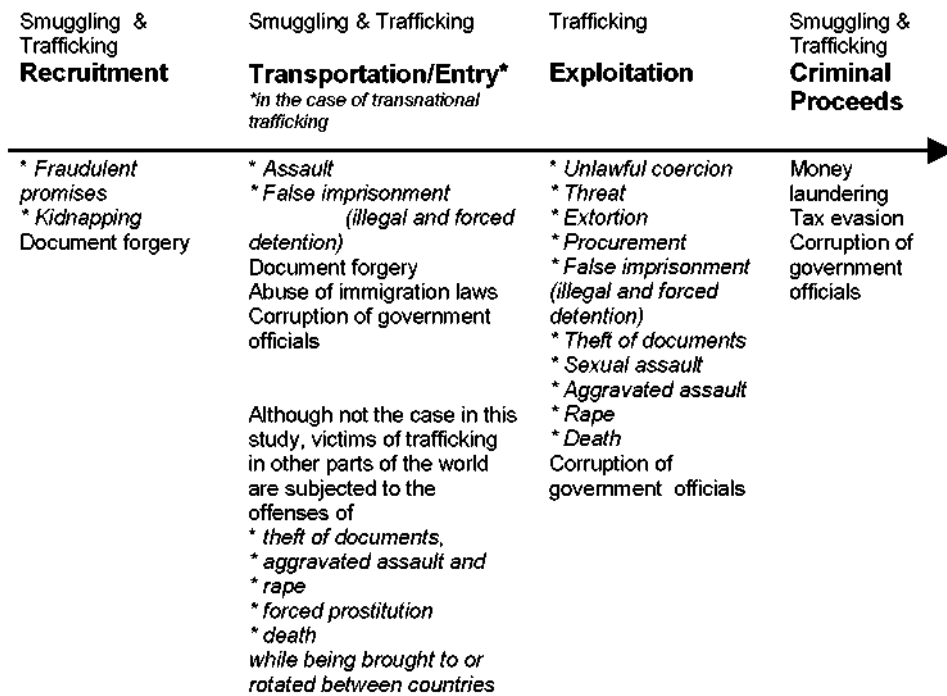 Smuggling &
Trafficking
Recruitment
Smuggling & Trafficking
Transportation/Entry*
*in the case of transnational
trafficking
Trafficking
Exploitation
Smuggling &
Trafficking
Criminal
Proceeds
* Fraudulent
promises
* Kidnapping
Document forgery
* Assault
* False imprisonment
(illegal and forced
detention)
Document forgery
Abuse of immigration laws
Corruption of government
officials
Although not the case in this
study, victims of trafficking
in other parts of the world
are subjected to the
offenses of
* theft of documents,
* aggravated assault and
* rape
* forced prostitution
* death
while being brought to or
rotated between countries
* Unlawful coercion
* Threat
* Extortion
* Procurement
* False imprisonment
(illegal and forced
detention)
* Theft of documents
* Sexual assault
* Aggravated assault
* Rape
* Death
Corruption of
government officials
Money
laundering
Tax evasion
Corruption of
government
officials